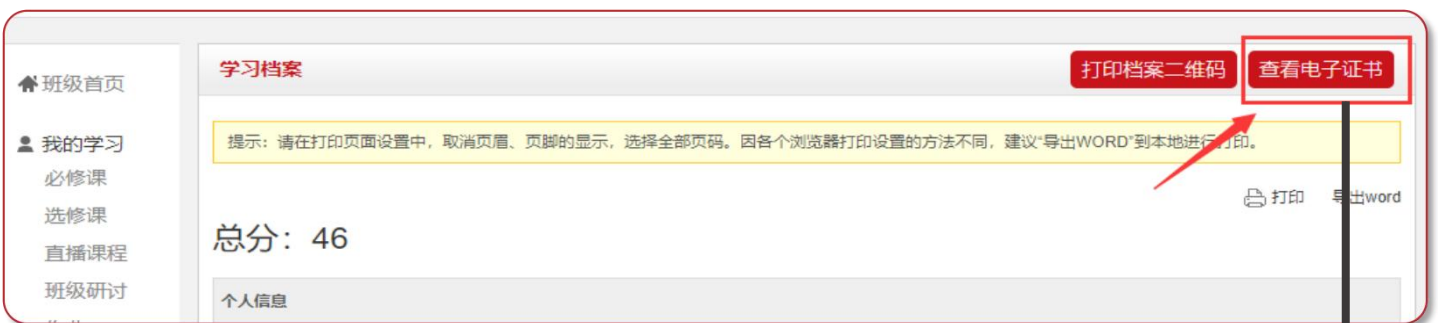 班级首页
我的学习
必修课
选修课
直播课程
班级研讨
学习档案
打印档案二维码
查看电子证书
提示：请在打印页面设置中，取消页眉、页脚的显示，选择全部页码。因各个浏览器打印设置的方法不同，建议“导出WORD”到本地进行打印。
打印
导出word
总分：46
个人信息